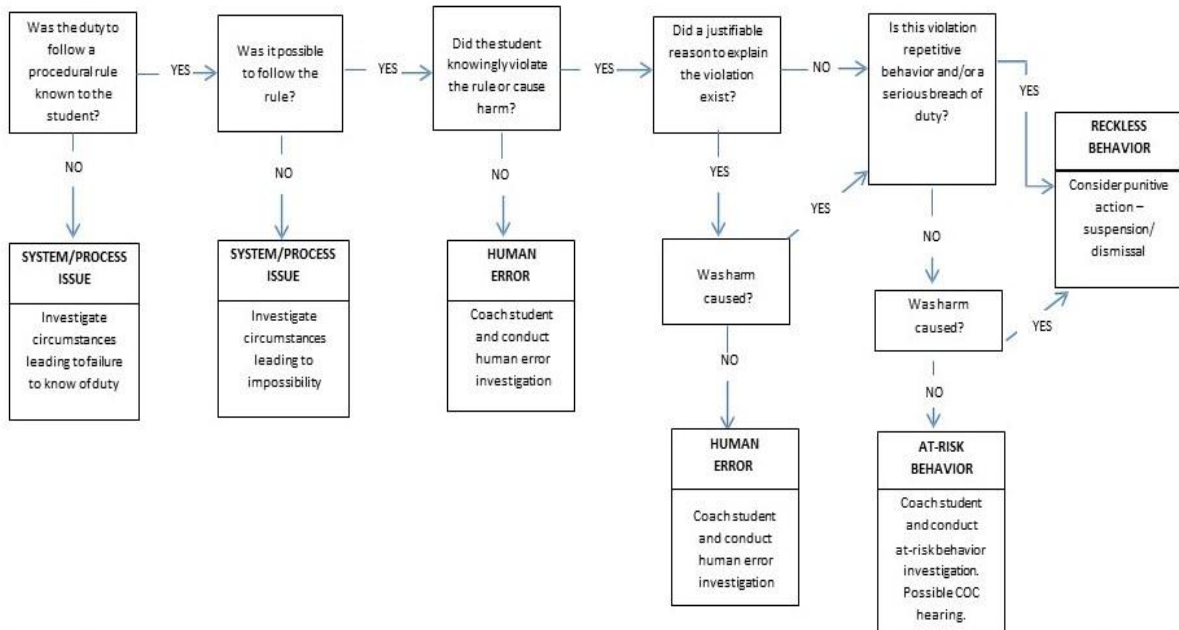 Was the duty to
follow a
procedural rule
known to the
student?
YES
Was it possible
to follow the
rule?
YES
Did the student
knowingly violate
the rule or cause
harm?
YES
Did a justifiable
reason to explain
the violation
exist?
NO
Is this violation
repetitive
behavior and/or a
serious breach of
duty?
YES
RECKLESS
BEHAVIOR
Consider punitive
action –
suspension/
dismissal
NO
SYSTEM/PROCESS
ISSUE
Investigate
circumstances
leading to failure
to know of duty
NO
SYSTEM/PROCESS
ISSUE
Investigate
circumstances
leading to
impossibility
NO
HUMAN
ERROR
Coach student
and conduct
human error
investigation
YES
Was harm
caused?
YES
NO
HUMAN
ERROR
Coach student
and conduct
human error
investigation
NO
Was harm
caused?
YES
NO
AT-RISK
BEHAVIOR
Coach student
and conduct
at-risk behavior
investigation.
Possible COC
hearing.